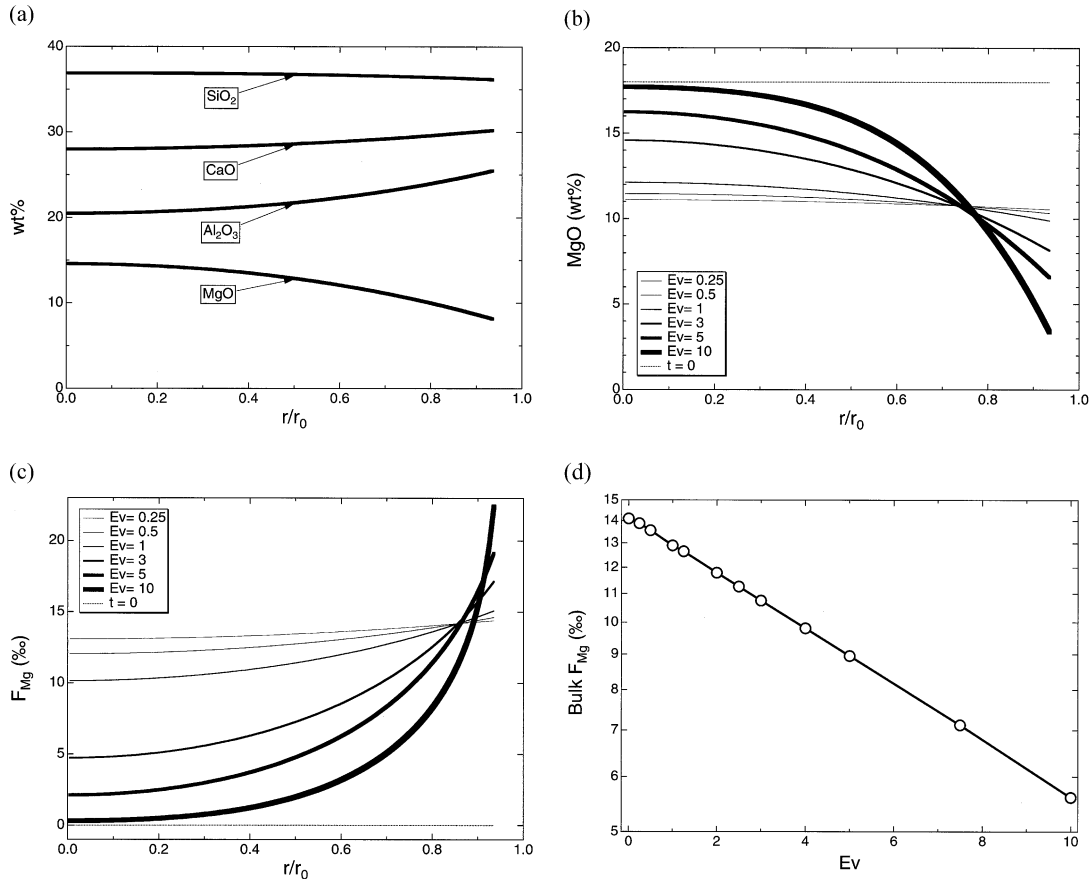 (a)
40
30
20
10
0
wt%
SiO2
CaO
Al2O3
MgO
0.0 0.2 0.4 0.6 0.8 1.0
r/r0
(b)
20
15
10
5
0
MgO (wt%)
Ev= 0.25
Ev= 0.5
Ev= 1
Ev= 3
Ev= 5
Ev= 10
t = 0
0.0 0.2 0.4 0.6 0.8 1.0
r/r0
(c)
20
15
10
5
0
FMg (‰)
Ev= 0.25
Ev= 0.5
Ev= 1
Ev= 3
Ev= 5
Ev= 10
t = 0
0.0 0.2 0.4 0.6 0.8 1.0
r/r0
(d)
15
14
13
12
11
10
9
8
7
6
5
Bulk FMg (‰)
0 2 4 6 8 10
Ev